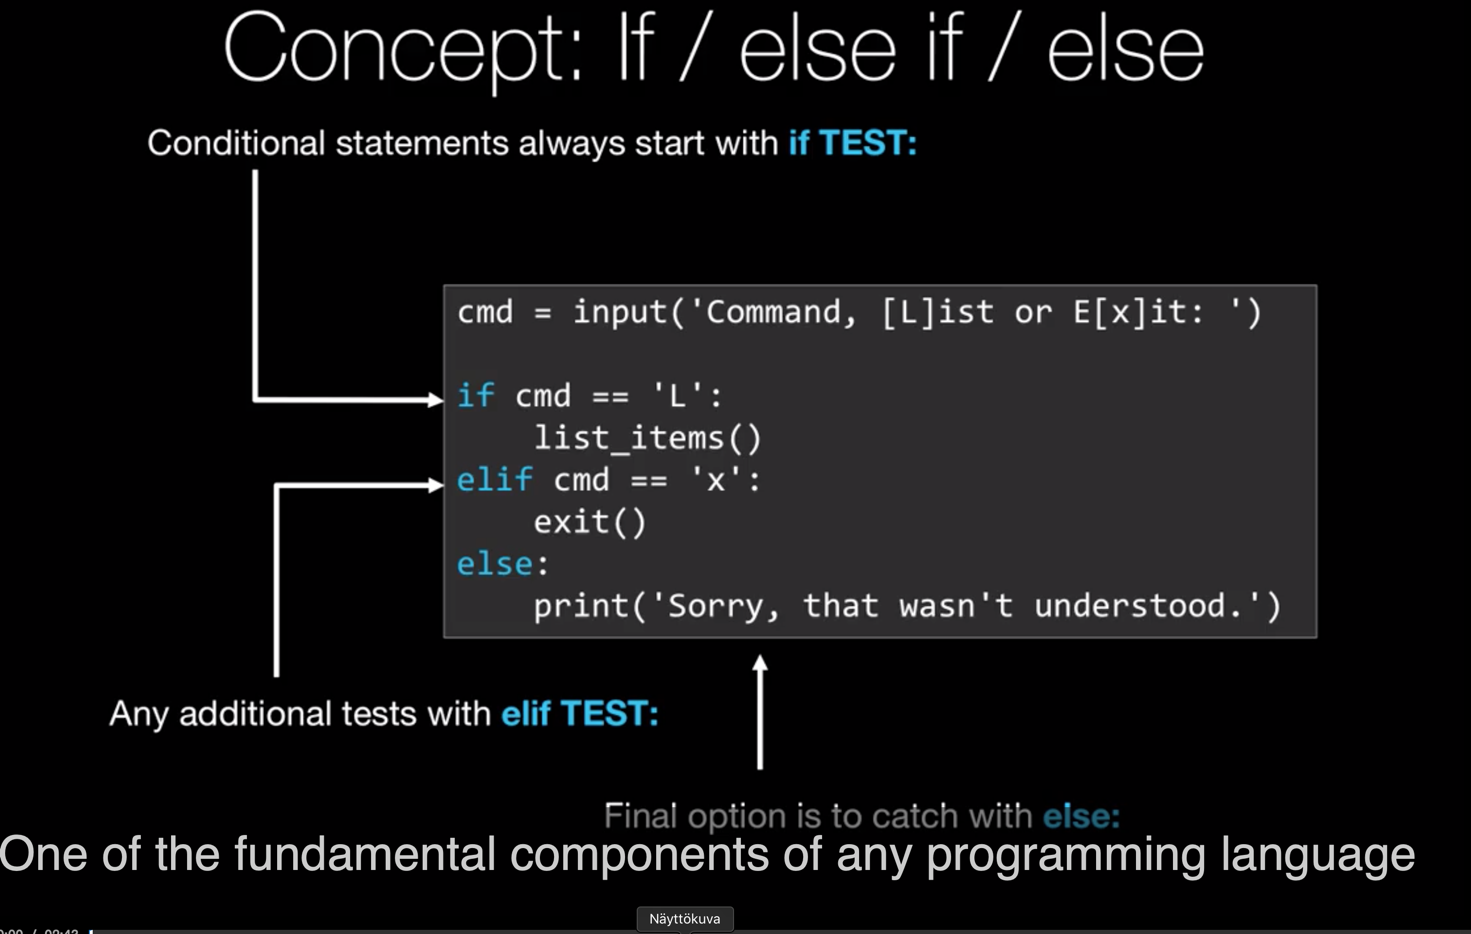 Concept: If / else if / else
Conditional statements always start with if TEST:
cmd = input('Command, [L]ist or E[x]it: ')
if cmd == 'L':
    list_items()
elif cmd == 'x':
    exit()
else:
    print('Sorry, that wasn't understood.')
Any additional tests with elif TEST:
Final option is to catch with else:
One of the fundamental components of any programming language
Näyttökuva